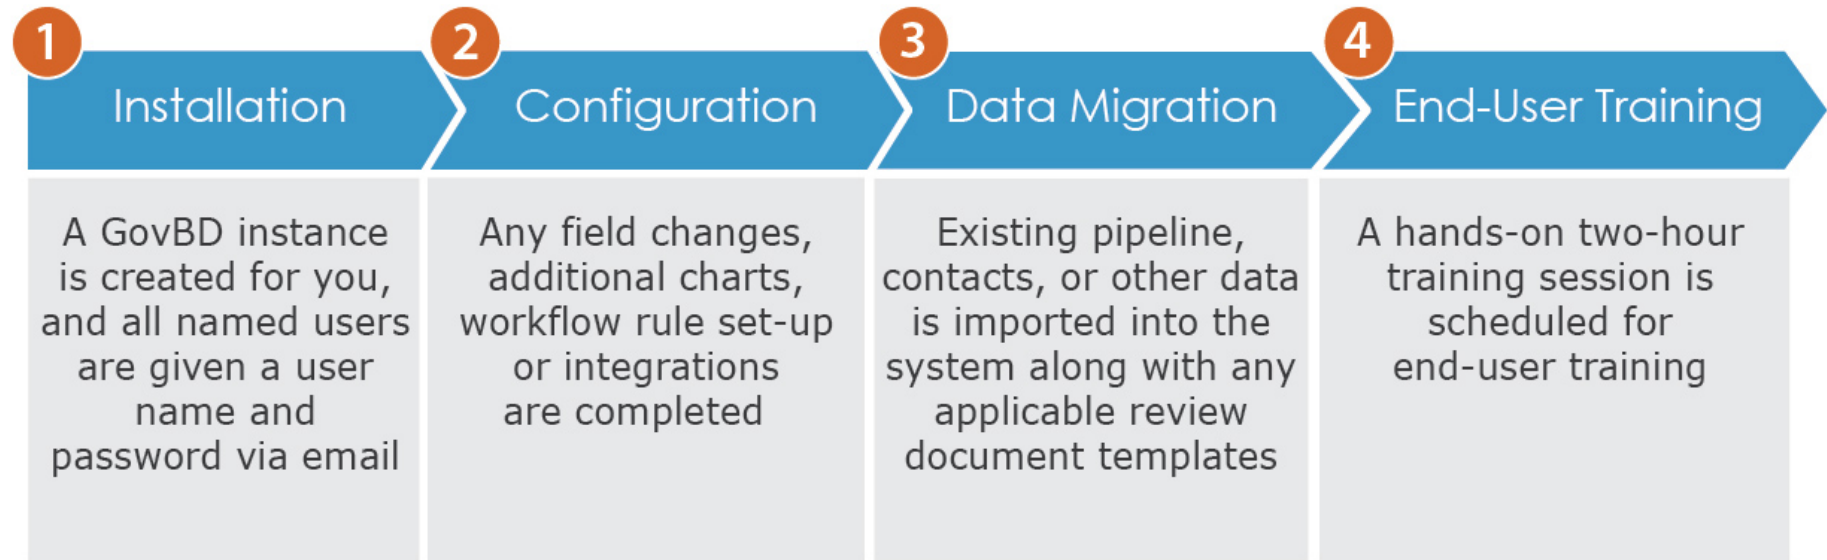 1
Installation
A GovBD instance
is created for you,
and all named users
are given a user
name and
password via email
2
Configuration
Any field changes,
additional charts,
workflow rule set-up
or integrations
are completed
3
Data Migration
Existing pipeline,
contacts, or other data
is imported into the
system along with any
applicable review
document templates
4
End-User Training
A hands-on two-hour
training session is
scheduled for
end-user training